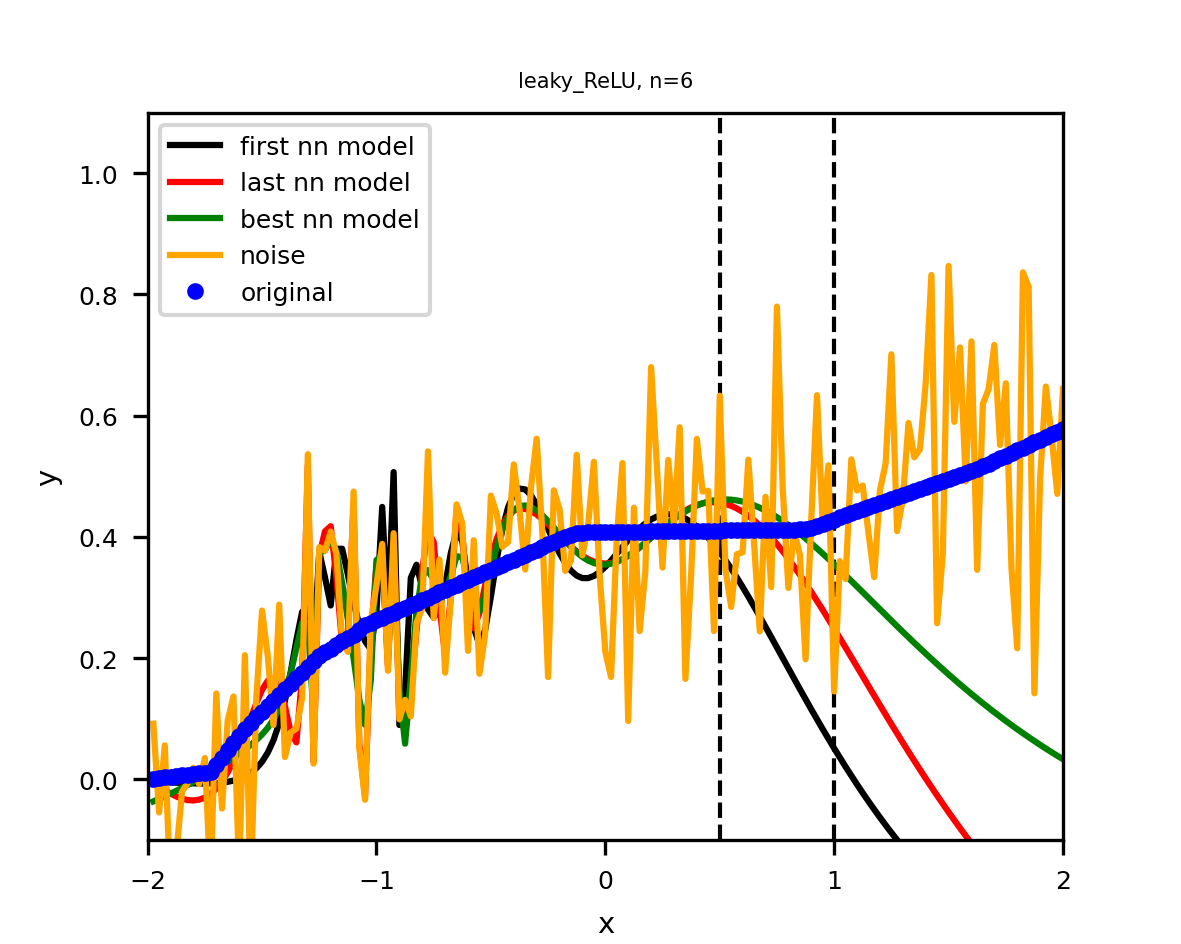 leaky_ReLU, n=6
first nn model
last nn model
best nn model
noise
original
y
1.0
0.8
0.6
0.4
0.2
0.0
−2 −1 0 1 2
x